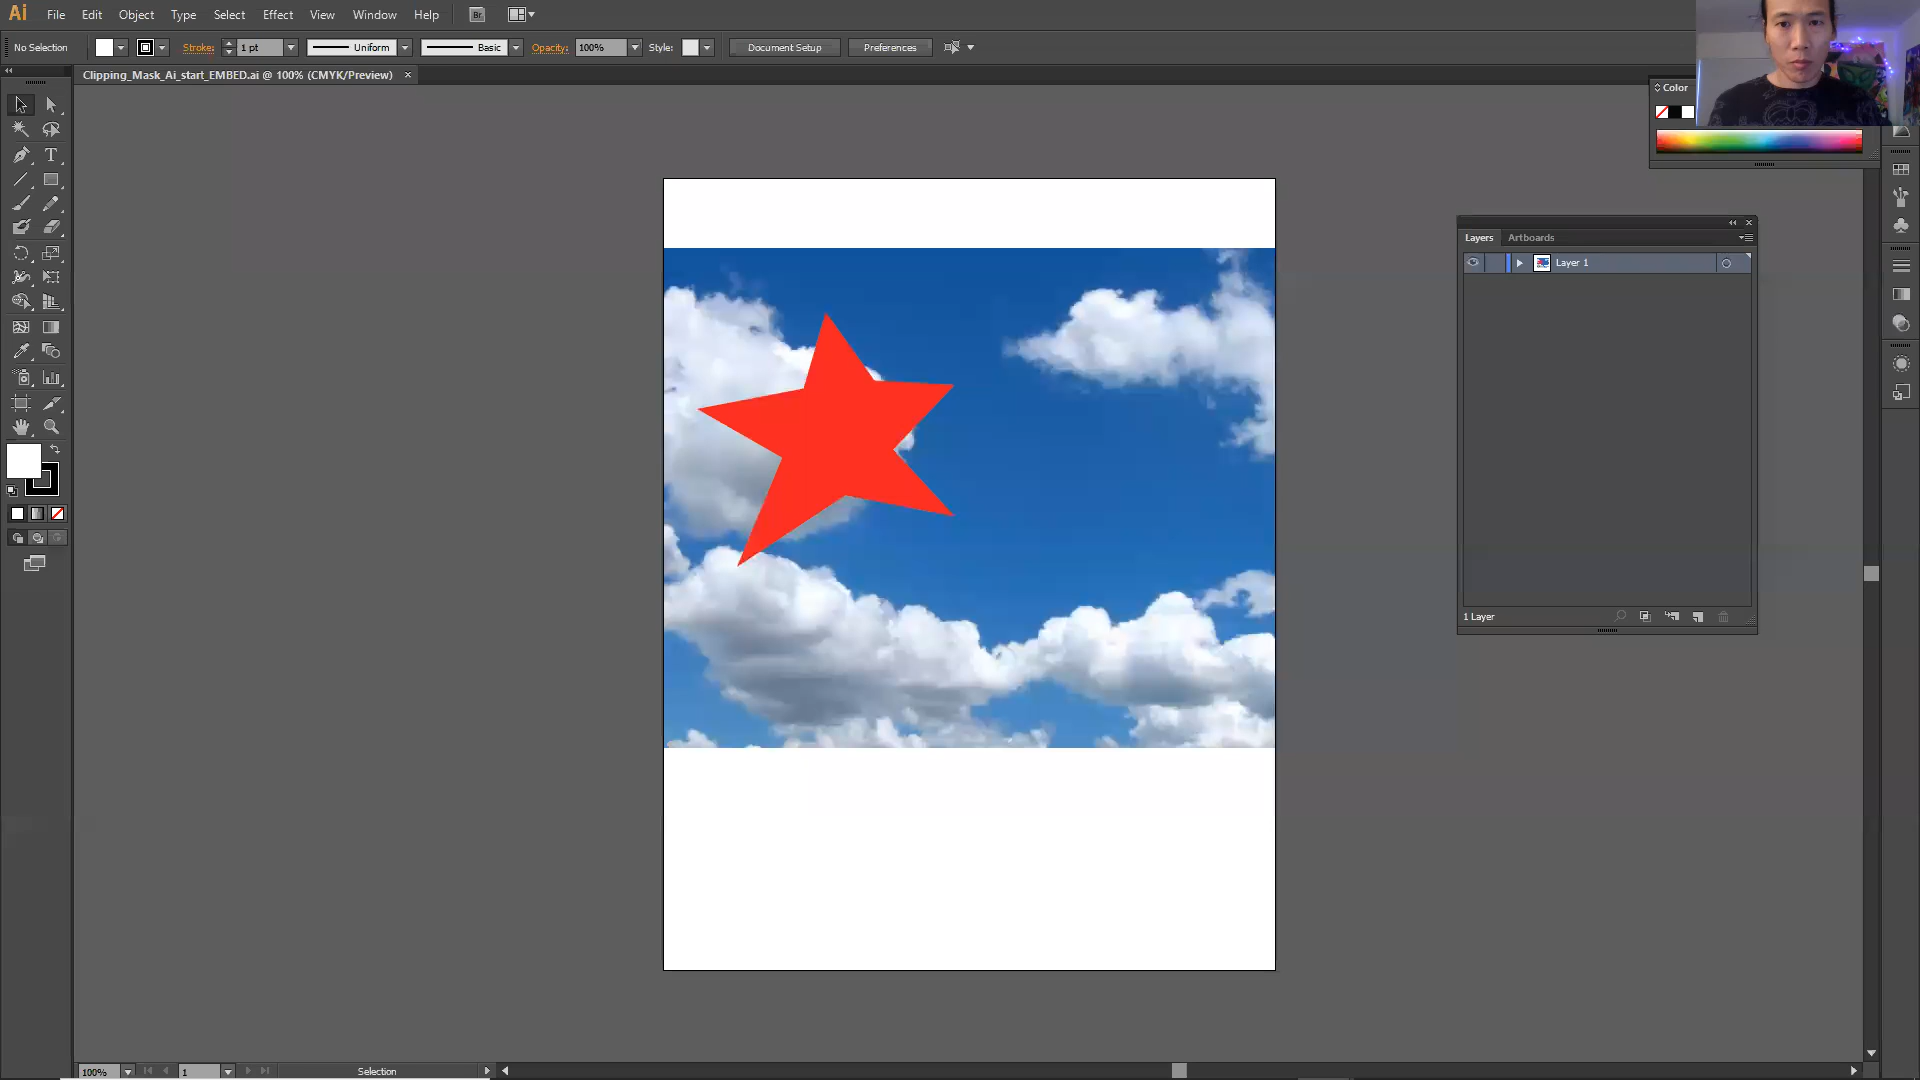 Ai File Edit Object Type Select Effect View Window Help Br
No Selection Stroke: 1 pt Uniform Basic Opacity: 100% Style: Document Setup Preferences
Clipping_Mask_Ai_start_EMBED.ai @ 100% (CMYK/Preview)
Color
T
Layers Artboards
Layer 1
1 Layer
100% 1 Selection